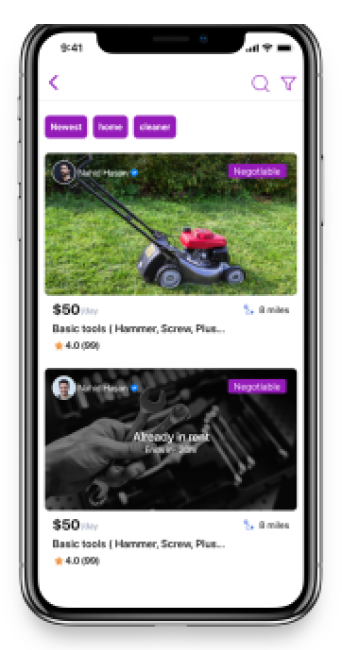 9:41
Newest home cleaner
Nahid Hasan Negotiable
$50/day 8 miles
Basic tools ( Hammer, Screw, Plus...
4.0 (99)
Nahid Hasan Negotiable
Already in rent
Ends in -
$50/day 8 miles
Basic tools ( Hammer, Screw, Plus...
4.0 (99)